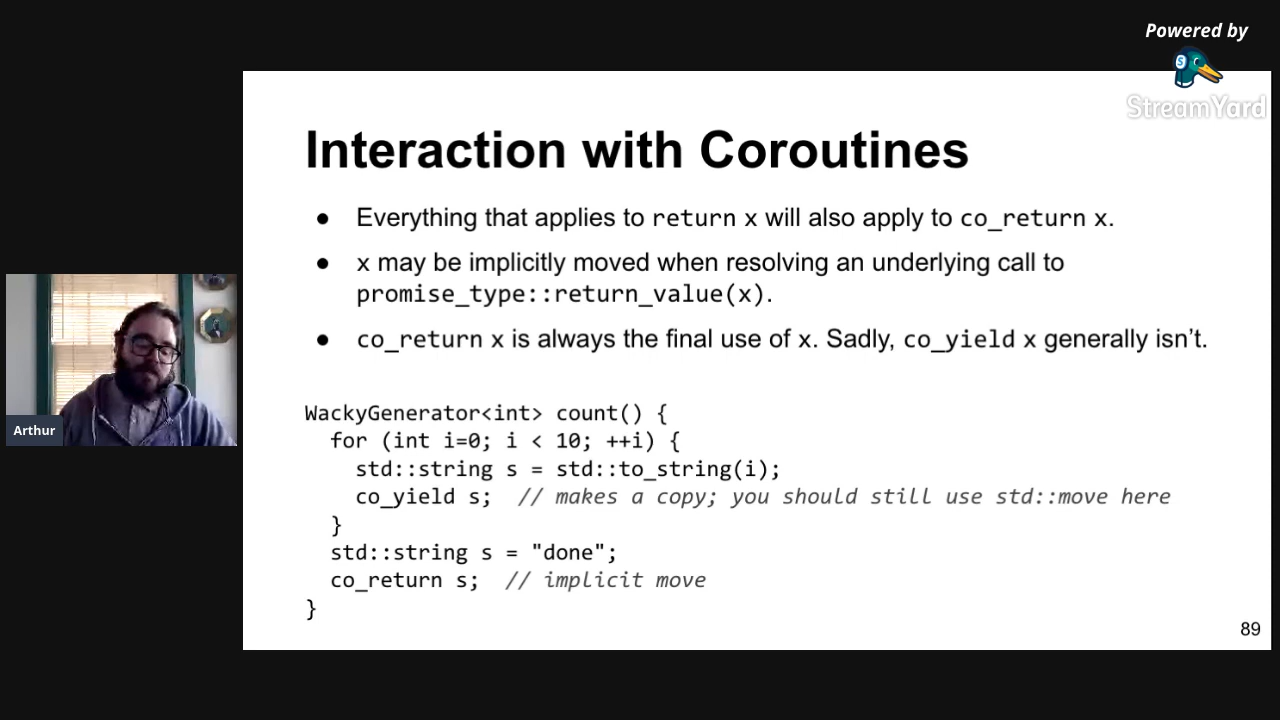 Powered by
StreamYard
Interaction with Coroutines
● Everything that applies to return x will also apply to co_return x.
● x may be implicitly moved when resolving an underlying call to
promise_type::return_value(x).
● co_return x is always the final use of x. Sadly, co_yield x generally isn’t.
WackyGenerator<int> count() {
  for (int i=0; i < 10; ++i) {
    std::string s = std::to_string(i);
    co_yield s;  // makes a copy; you should still use std::move here
  }
  std::string s = "done";
  co_return s;  // implicit move
}
89
Arthur
S